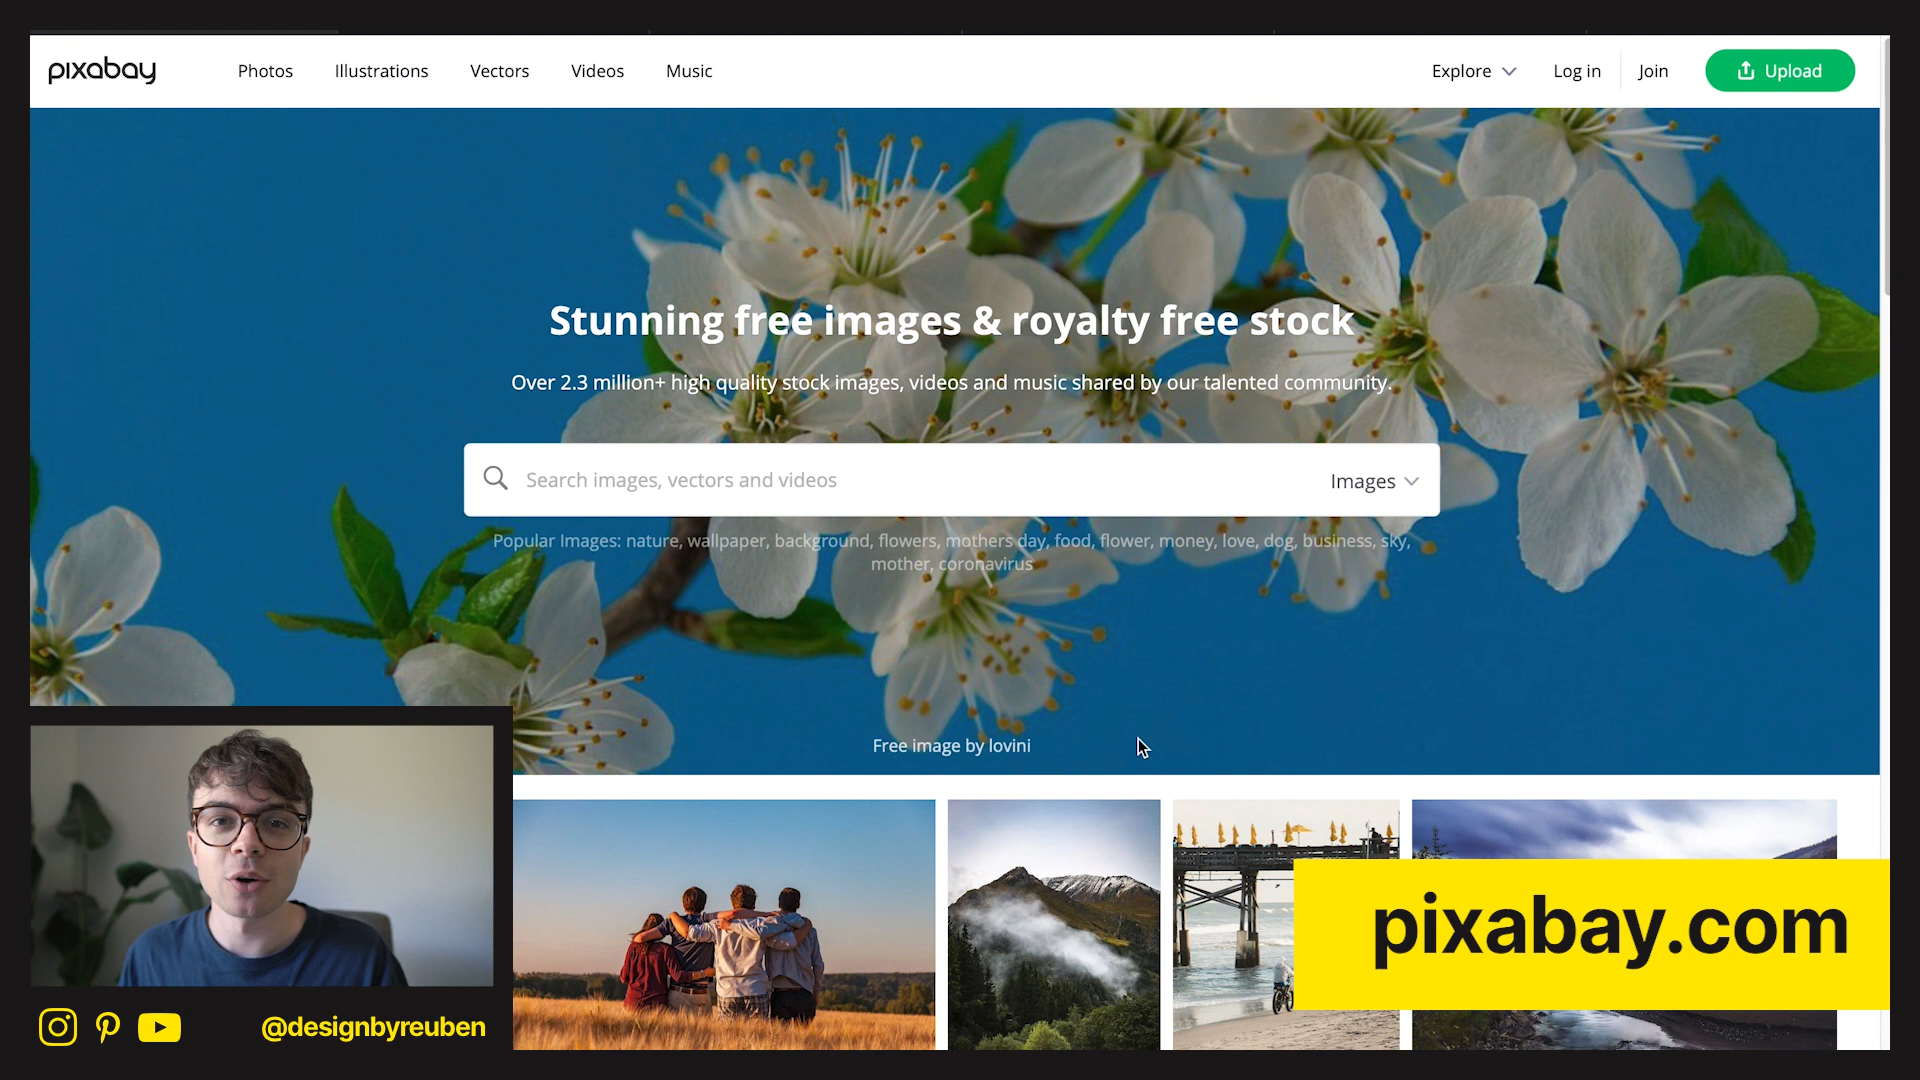 pixabay
Photos
Illustrations
Vectors
Videos
Music
Explore
Log in
Join
Upload
Stunning free images & royalty free stock
Over 2.3 million+ high quality stock images, videos and music shared by our talented community.
Search images, vectors and videos
Images
Popular Images: nature, wallpaper, background, flowers, mothers day, food, flower, money, love, dog, business, sky,
mother, coronavirus
Free image by lovini
pixabay.com
@designbyreuben